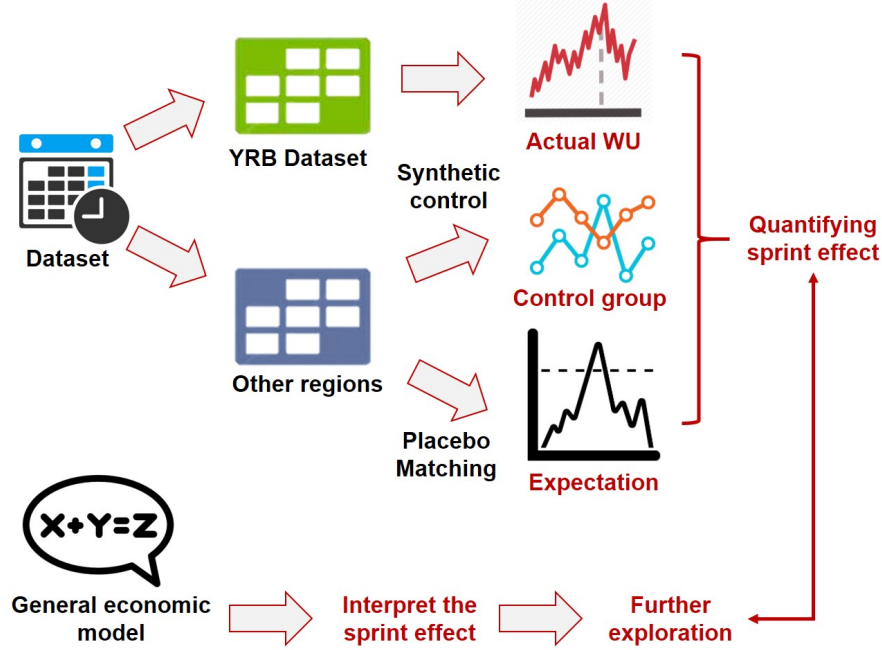 Dataset
YRB Dataset
Other regions
Synthetic
control
Placebo
Matching
Actual WU
Control group
Expectation
Quantifying
sprint effect
X+Y=Z
General economic
model
Interpret the
sprint effect
Further
exploration